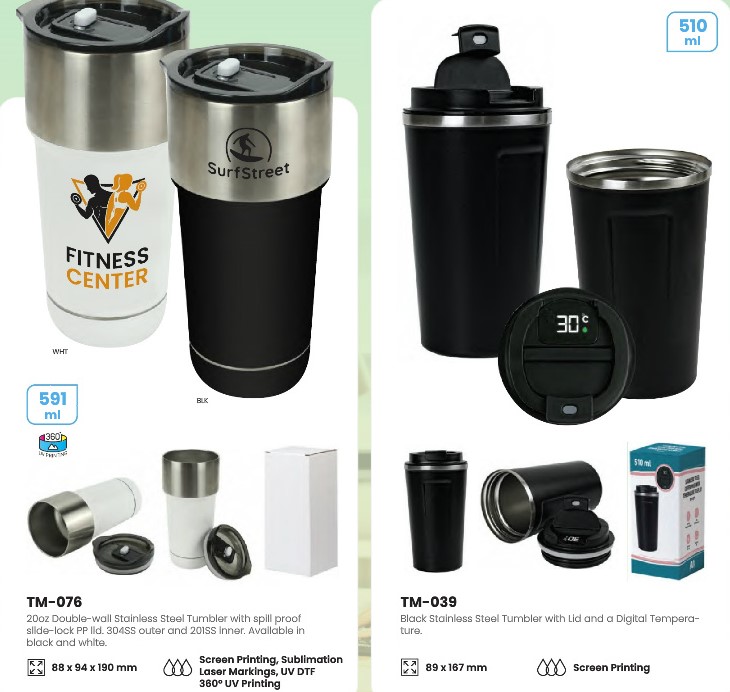 SurfStreet
FITNESS
CENTER
WHT
BLK
591
ml
360°
UV PRINTING
TM-076
20oz Double-wall Stainless Steel Tumbler with spill proof
slide-lock PP lid. 304SS outer and 201SS inner. Available in
black and white.
88 x 94 x 190 mm
Screen Printing, Sublimation
Laser Markings, UV DTF
360° UV Printing
510
ml
30°C
510 ml
TM-039
Black Stainless Steel Tumbler with Lid and a Digital Tempera-
ture.
89 x 167 mm
Screen Printing